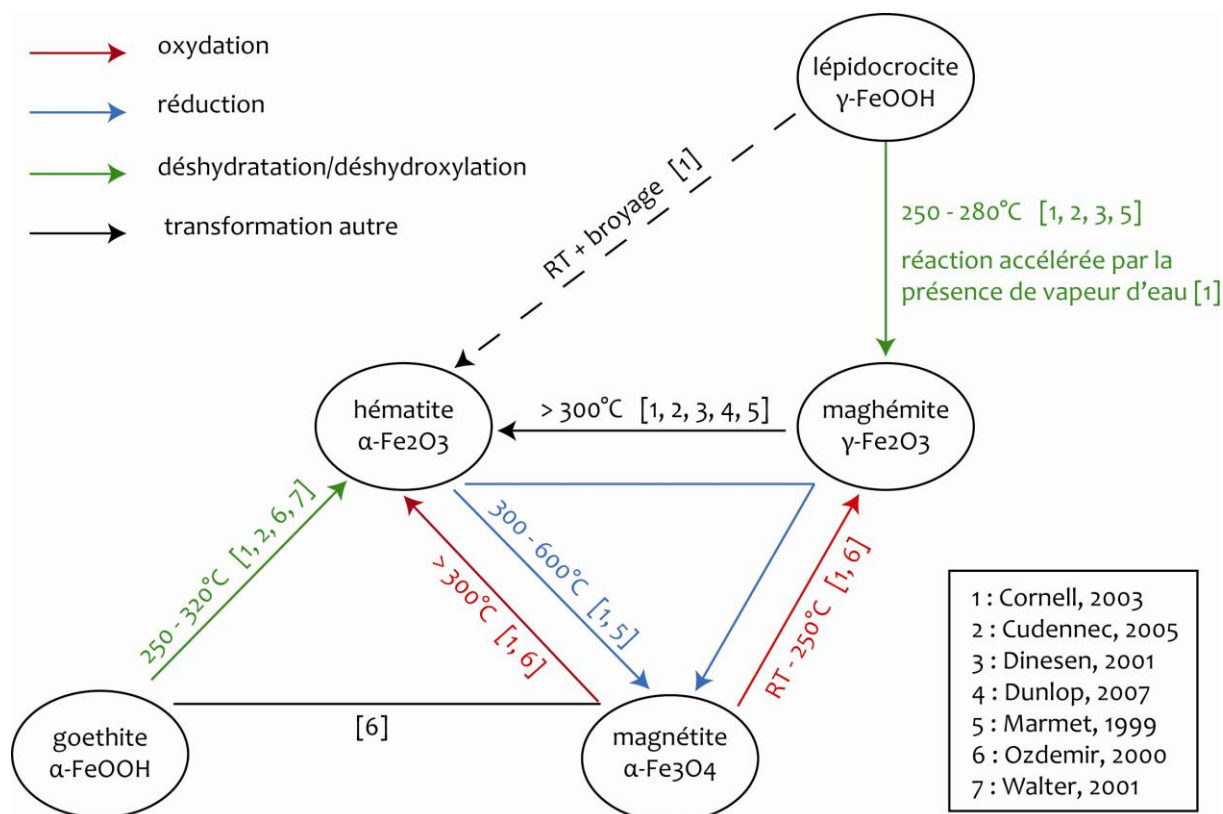 oxydation
réduction
déshydratation/déshydroxylation
transformation autre
lépidocrocite
γ-FeOOH
RT + broyage [1]
250 - 280°C [1, 2, 3, 5]
réaction accélérée par la
présence de vapeur d'eau [1]
hématite
α-Fe2O3
> 300°C [1, 2, 3, 4, 5]
maghémite
γ-Fe2O3
250 - 320°C [1, 2, 6, 7]
> 300°C [1, 6]
300 - 600°C [1, 5]
RT - 250°C [1, 6]
goethite
α-FeOOH
[6]
magnétite
α-Fe3O4
1 : Cornell, 2003
2 : Cudennec, 2005
3 : Dinesen, 2001
4 : Dunlop, 2007
5 : Marmet, 1999
6 : Ozdemir, 2000
7 : Walter, 2001